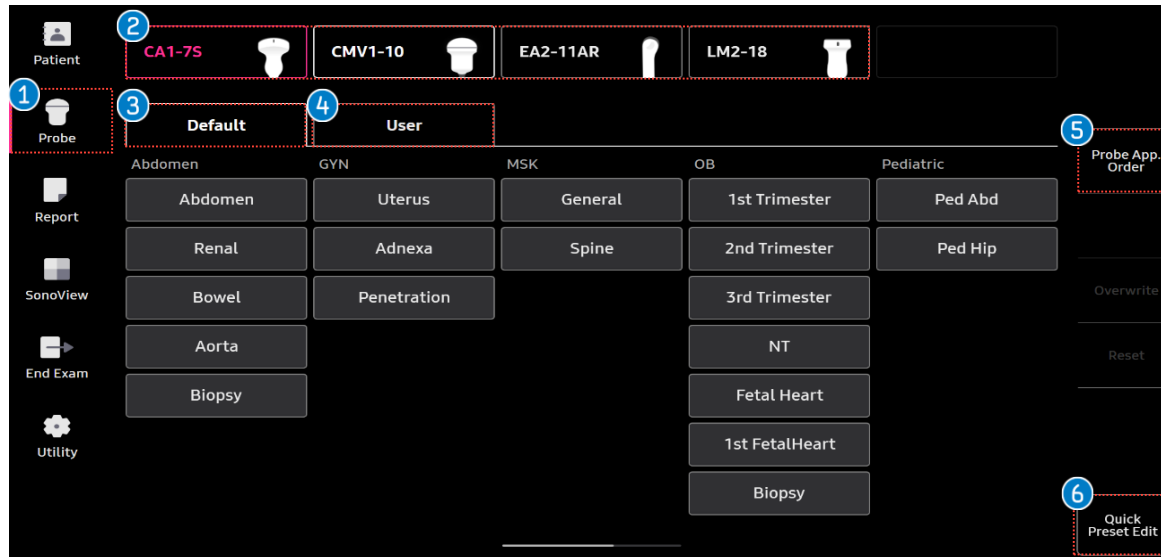 Patient
2
CA1-7S
CMV1-10
EA2-11AR
LM2-18
1
Probe
3
Default
4
User
5
Probe App.
Order
Abdomen
GYN
MSK
OB
Pediatric
Report
Abdomen
Uterus
General
1st Trimester
Ped Abd
Renal
Adnexa
Spine
2nd Trimester
Ped Hip
SonoView
Bowel
Penetration
3rd Trimester
Overwrite
End Exam
Aorta
NT
Reset
Biopsy
Fetal Heart
Utility
1st FetalHeart
Biopsy
6
Quick
Preset Edit